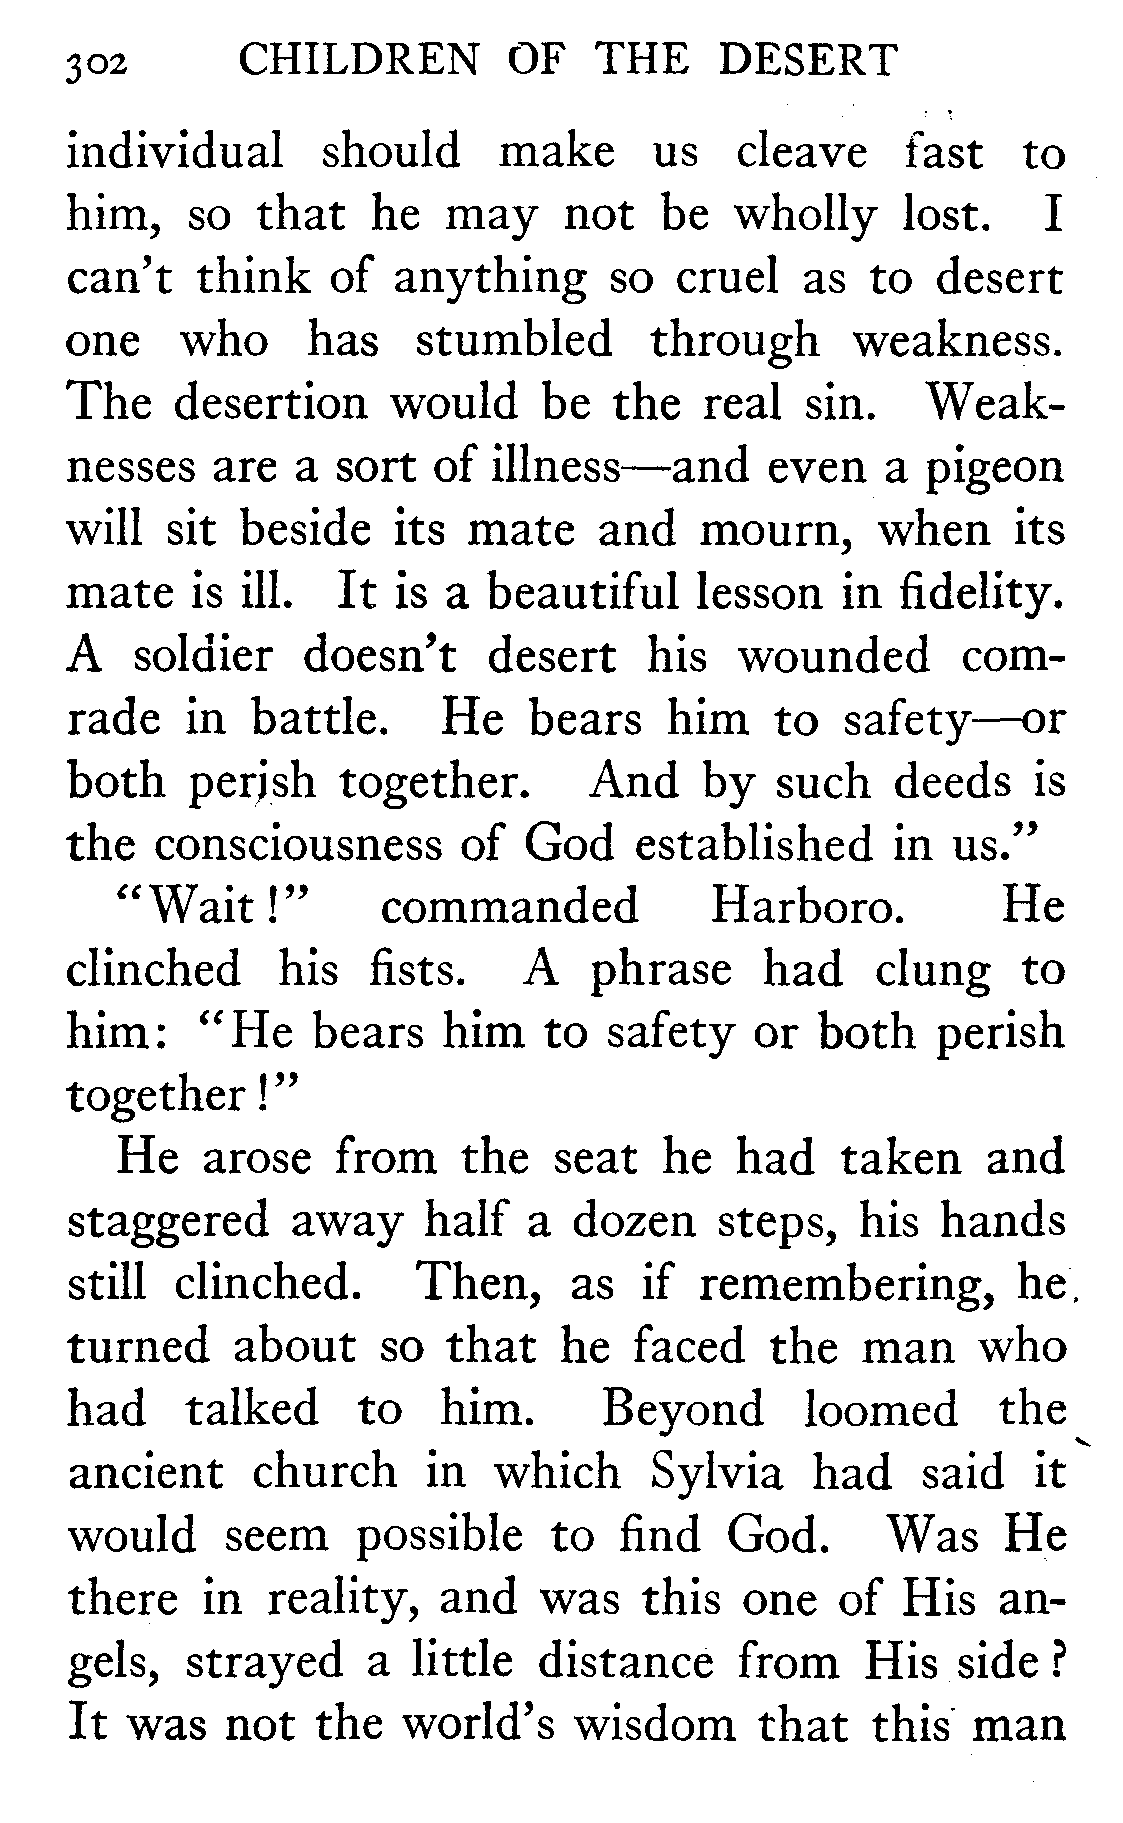 302 CHILDREN OF THE DESERT
individual should make us cleave fast to
him, so that he may not be wholly lost. I
can't think of anything so cruel as to desert
one who has stumbled through weakness.
The desertion would be the real sin. Weak-
nesses are a sort of illness—and even a pigeon
will sit beside its mate and mourn, when its
mate is ill. It is a beautiful lesson in fidelity.
A soldier doesn't desert his wounded com-
rade in battle. He bears him to safety—or
both perish together. And by such deeds is
the consciousness of God established in us."
"Wait!" commanded Harboro. He
clinched his fists. A phrase had clung to
him: "He bears him to safety or both perish
together!"
He arose from the seat he had taken and
staggered away half a dozen steps, his hands
still clinched. Then, as if remembering, he
turned about so that he faced the man who
had talked to him. Beyond loomed the
ancient church in which Sylvia had said it
would seem possible to find God. Was He
there in reality, and was this one of His an-
gels, strayed a little distance from His side?
It was not the world's wisdom that this man